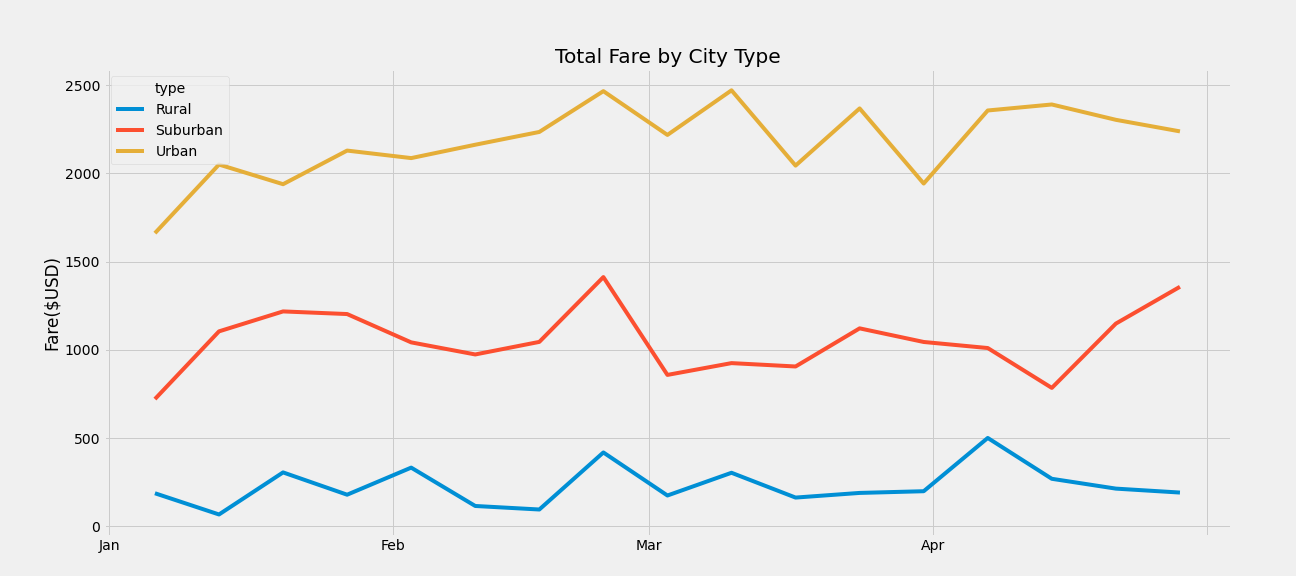 Total Fare by City Type
type
Rural
Suburban
Urban
Fare($USD)
2500
2000
1500
1000
500
0
Jan Feb Mar Apr